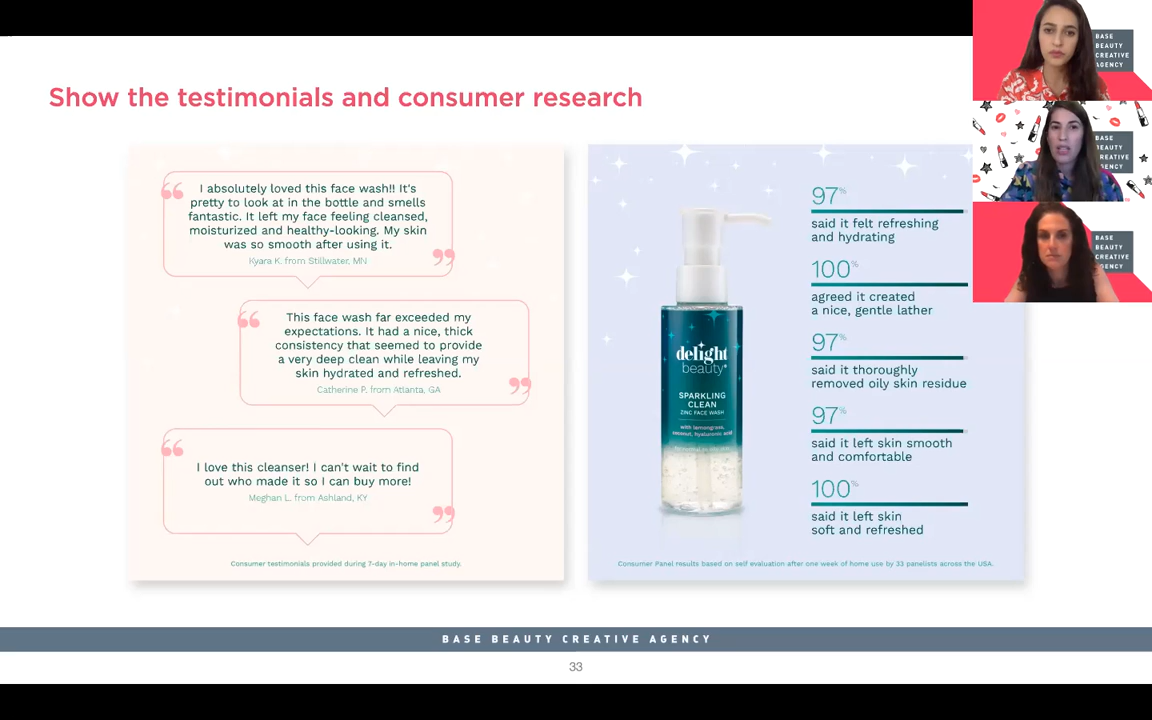 Show the testimonials and consumer research
“ I absolutely loved this face wash!! It's
pretty to look at in the bottle and smells
fantastic. It left my face feeling cleansed,
moisturized and healthy-looking. My skin
was so smooth after using it. ”
Kyara K. from Stillwater, MN
“ This face wash far exceeded my
expectations. It had a nice, thick
consistency that seemed to provide
a very deep clean while leaving my
skin hydrated and refreshed. ”
Catherine P. from Atlanta, GA
“ I love this cleanser! I can't wait to find
out who made it so I can buy more! ”
Meghan L. from Ashland, KY
Consumer testimonials provided during 7-day in-home panel study.
delight
beauty®
SPARKLING
CLEAN
ZINC FACE WASH
with lemongrass,
coconut, hyaluronic acid
97%
said it felt refreshing
and hydrating
100%
agreed it created
a nice, gentle lather
97%
said it thoroughly
removed oily skin residue
97%
said it left skin smooth
and comfortable
100%
said it left skin
soft and refreshed
Consumer Panel results based on self evaluation after one week of home use by 33 panelists across the USA.
BASE
BEAUTY
CREATIVE
AGENCY
BASE
BEAUTY
CREATIVE
AGENCY
BASE
BEAUTY
CREATIVE
AGENCY
BASE BEAUTY CREATIVE AGENCY
33